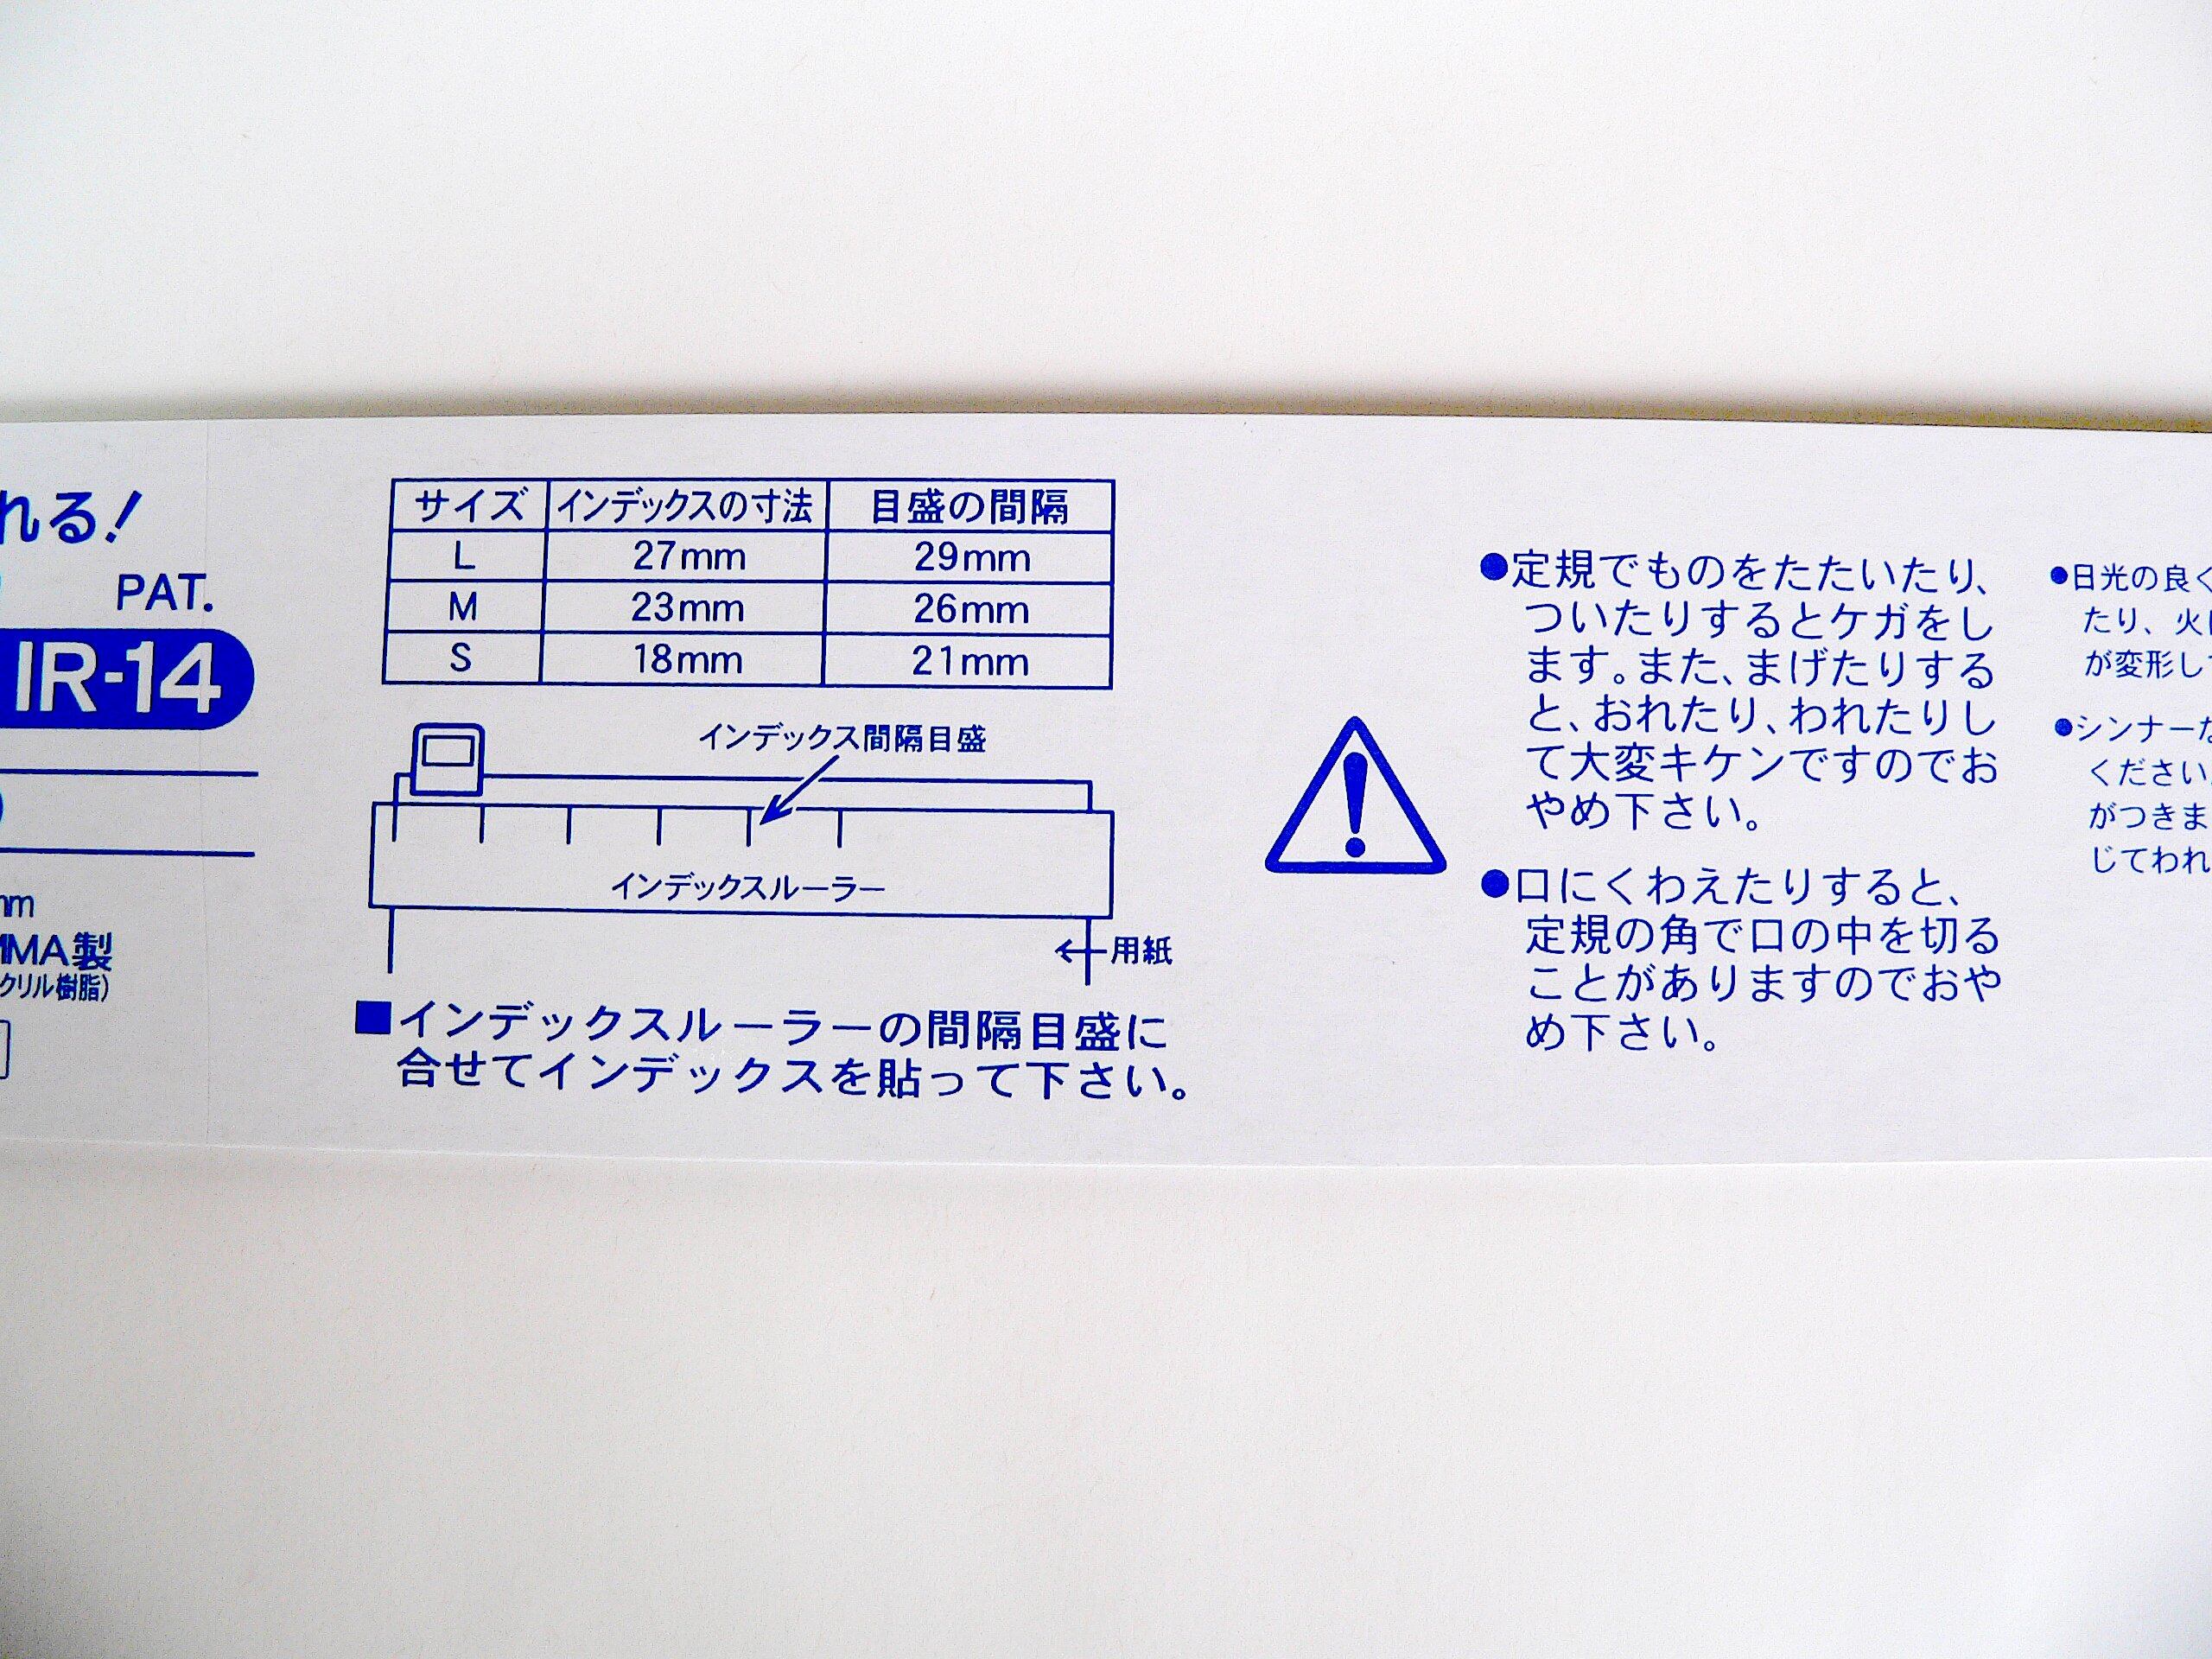 れる!
PAT.
IR-14
mm
MMA製
クリル樹脂)
サイズ インデックスの寸法 目盛の間隔
L 27mm 29mm
M 23mm 26mm
S 18mm 21mm
インデックス間隔目盛
インデックスルーラー
用紙
■インデックスルーラーの間隔目盛に
合せてインデックスを貼って下さい。
●定規でものをたたいたり、
ついたりするとケガをし
ます。また、まげたりする
と、おれたり、われたりし
て大変キケンですのでお
やめ下さい。
●口にくわえたりすると、
定規の角で口の中を切る
ことがありますのでおや
め下さい。
●日光の良く
たり、火
が変形し
●シンナーな
ください
がつきま
じてわれ